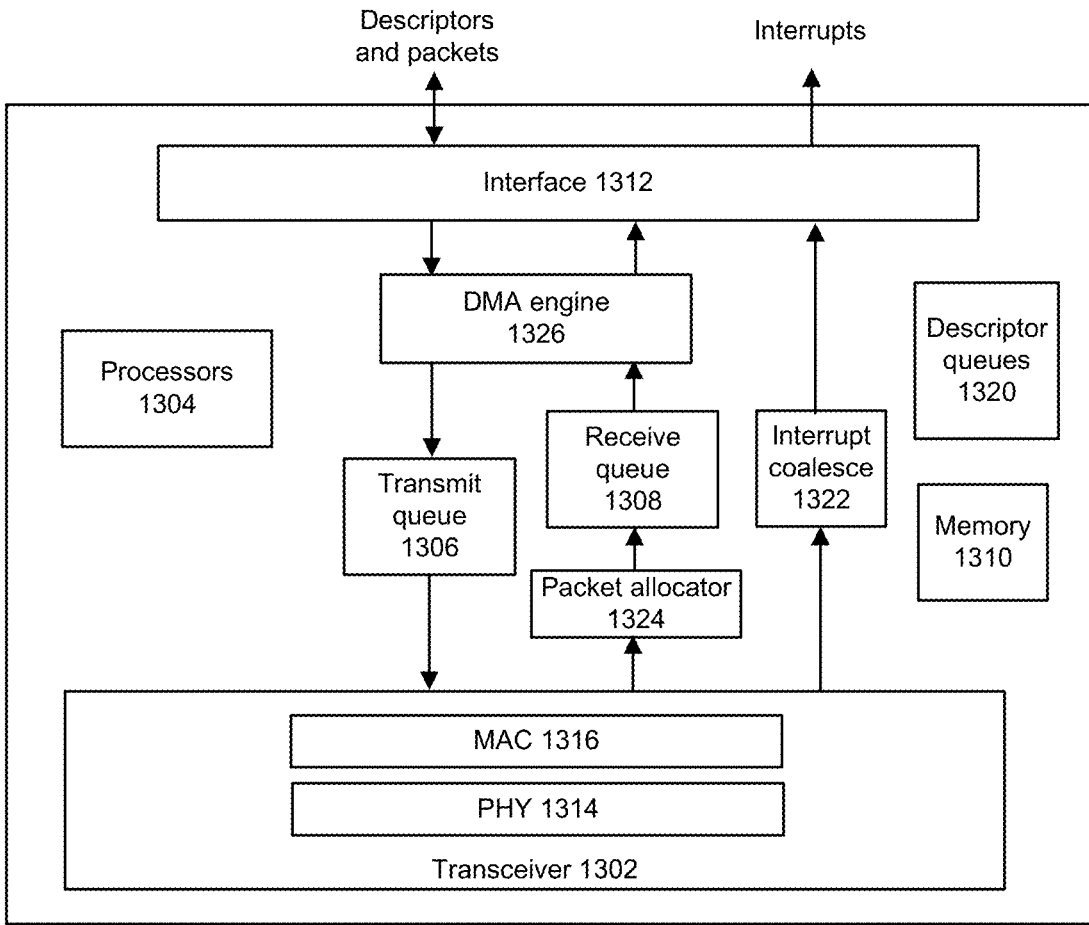 Descriptors
and packets
Interrupts
Interface 1312
DMA engine
1326
Processors
1304
Descriptor
queues
1320
Transmit
queue
1306
Receive
queue
1308
Interrupt
coalesce
1322
Memory
1310
Packet allocator
1324
MAC 1316
PHY 1314
Transceiver 1302